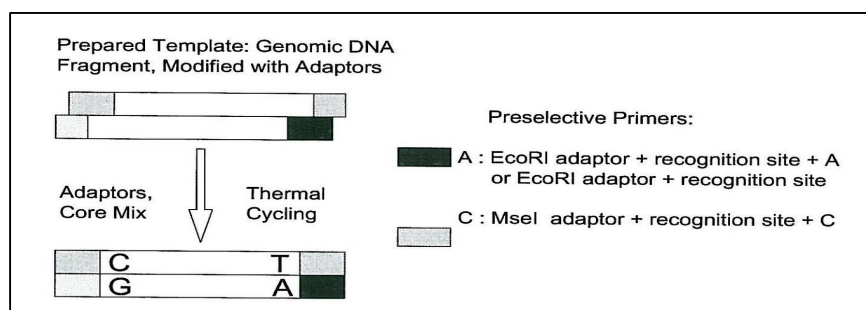 Prepared Template: Genomic DNA
Fragment, Modified with Adaptors
Preselective Primers:
A : EcoRI adaptor + recognition site + A
or EcoRI adaptor + recognition site
Adaptors,
Core Mix
Thermal
Cycling
C : MseI adaptor + recognition site + C
C T
G A